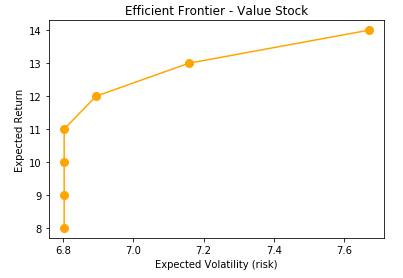 Efficient Frontier - Value Stock
14
13
12
11
10
9
8
Expected Return
6.8 7.0 7.2 7.4 7.6
Expected Volatility (risk)